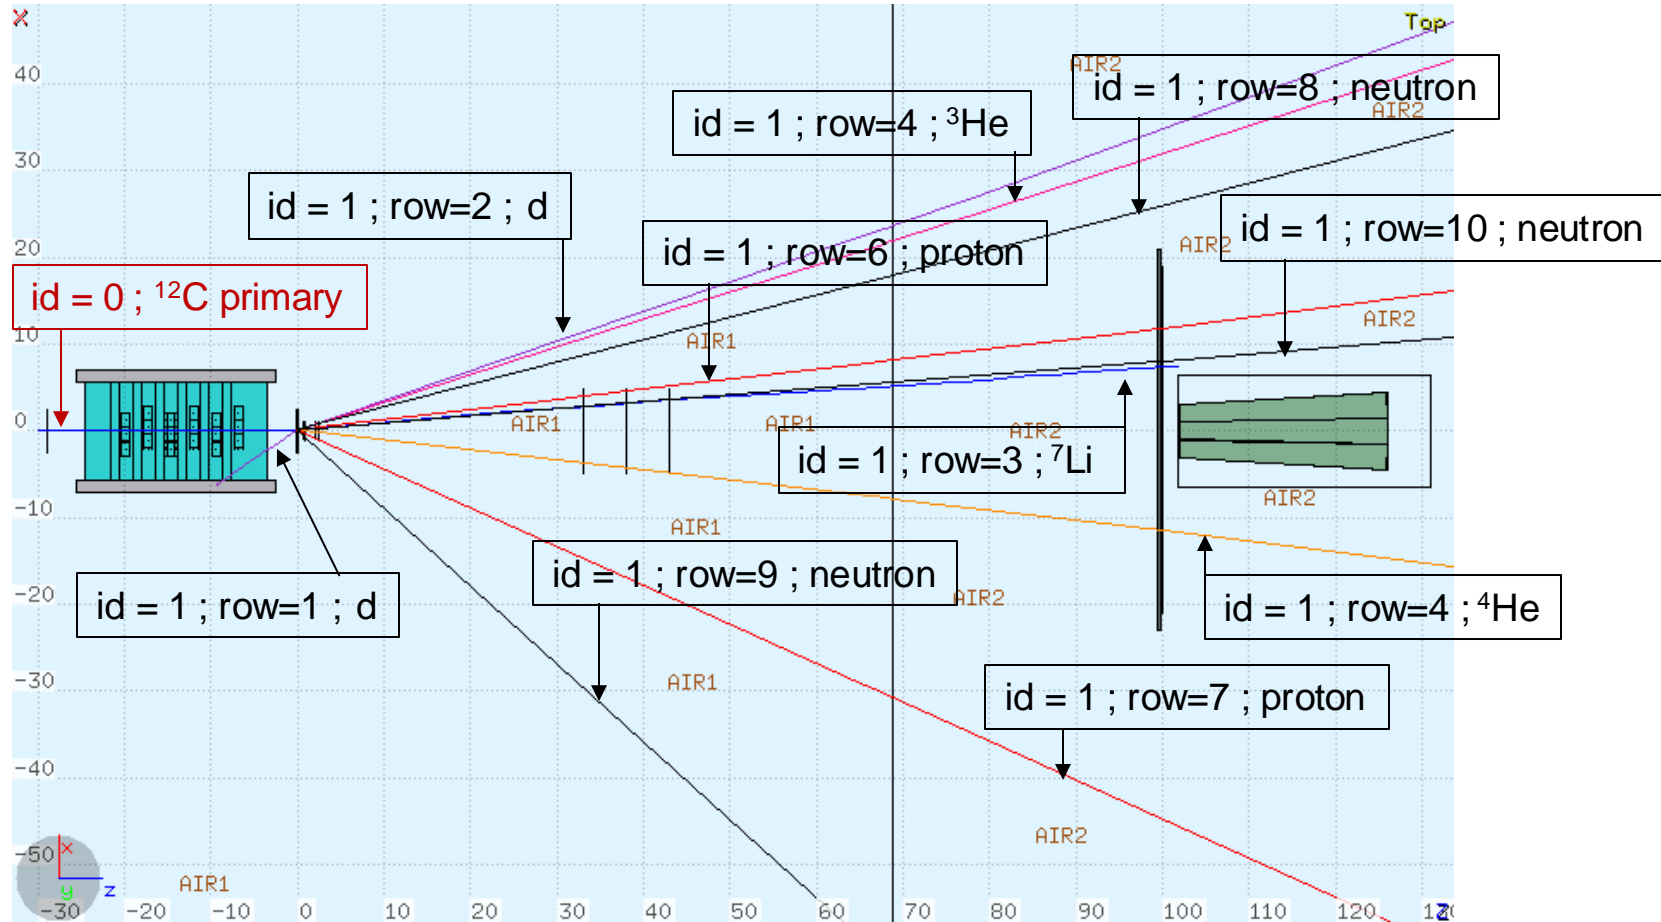 X
Top
AIR2
40
id = 1 ; row=8 ; neutron
id = 1 ; row=4 ; ³He
AIR2
30
id = 1 ; row=2 ; d
id = 1 ; row=10 ; neutron
20
id = 1 ; row=6 ; proton
AIR2
id = 0 ; ¹²C primary
10
AIR1
AIR2
0
AIR1
AIR1
AIR2
id = 1 ; row=3 ; ⁷Li
-10
AIR2
AIR1
id = 1 ; row=9 ; neutron
-20
id = 1 ; row=1 ; d
AIR2
id = 1 ; row=4 ; ⁴He
-30
AIR1
id = 1 ; row=7 ; proton
-40
AIR2
-50
x
y
z
AIR1
-30 -20 -10 0 10 20 30 40 50 60 70 80 90 100 110 120 Z